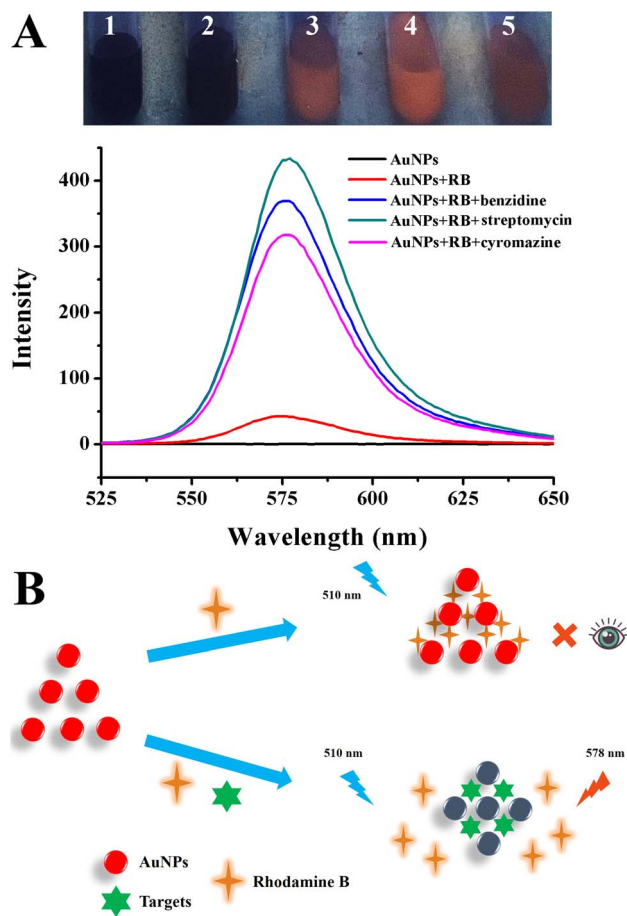 A
1 2 3 4 5
400
300
200
100
0
Intensity
AuNPs
AuNPs+RB
AuNPs+RB+benzidine
AuNPs+RB+streptomycin
AuNPs+RB+cyromazine
525 550 575 600 625 650
Wavelength (nm)
B
510 nm
510 nm
578 nm
AuNPs
Rhodamine B
Targets